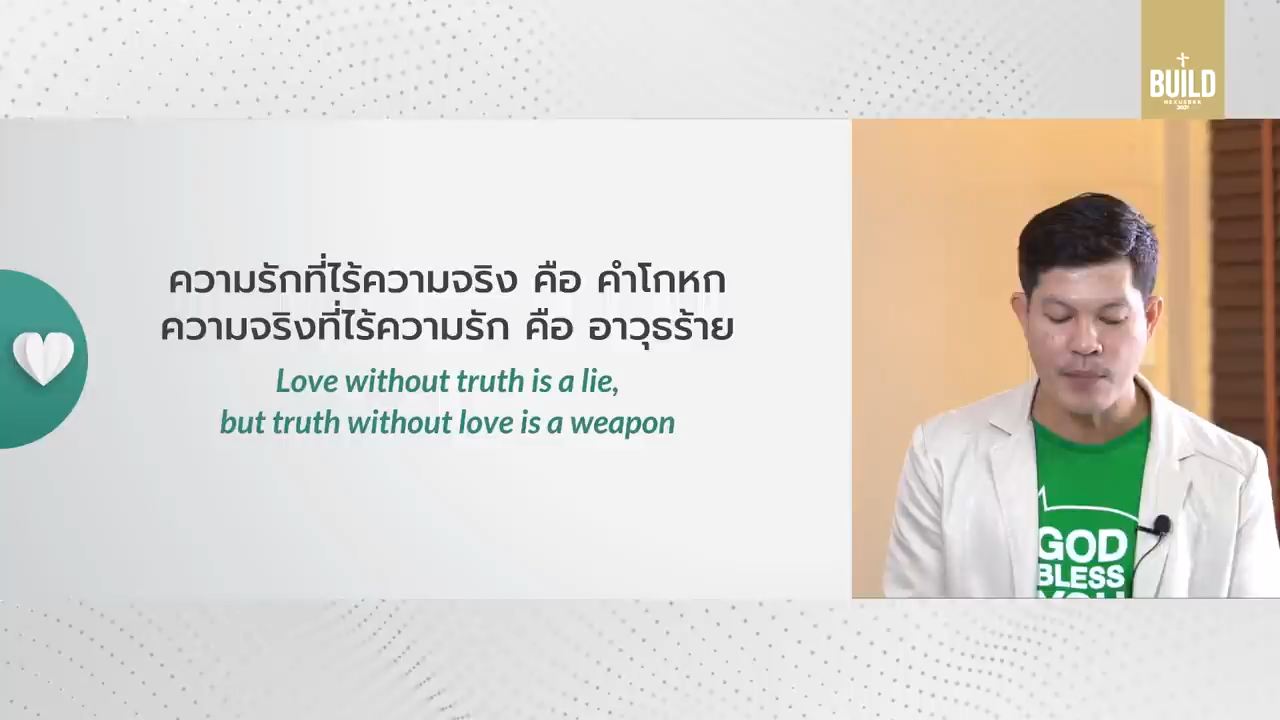 BUILD
NEXUSBKK
2021
ความรักที่ไร้ความจริง คือ คำโกหก
ความจริงที่ไร้ความรัก คือ อาวุธร้าย
Love without truth is a lie,
but truth without love is a weapon
GOD
BLESS
YOU